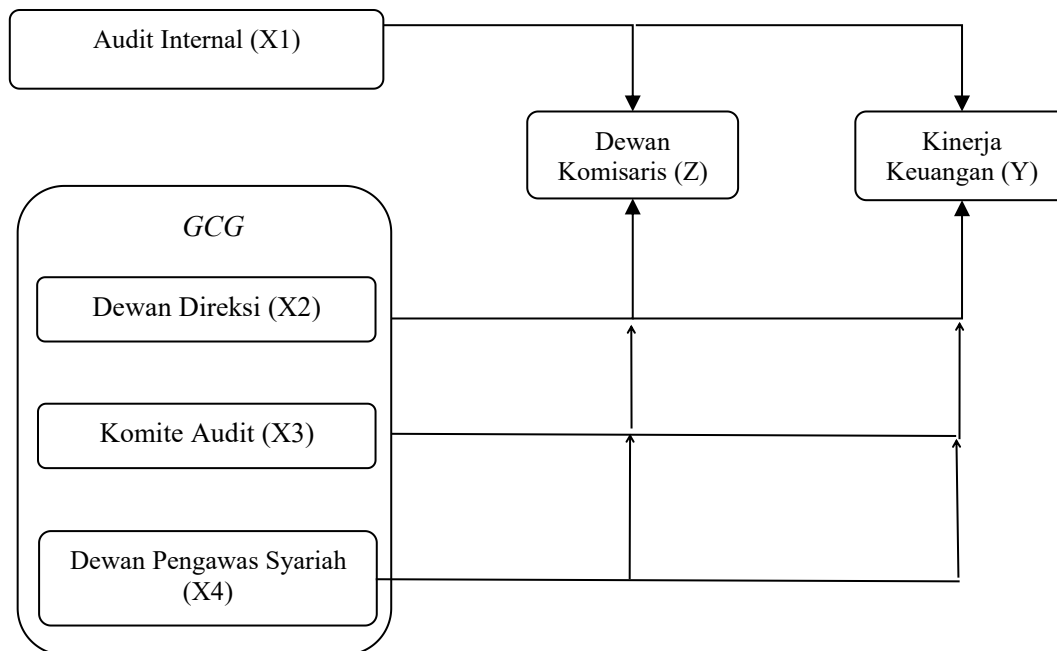 Audit Internal (X1)
Dewan
Komisaris (Z)
Kinerja
Keuangan (Y)
GCG
Dewan Direksi (X2)
Komite Audit (X3)
Dewan Pengawas Syariah
(X4)